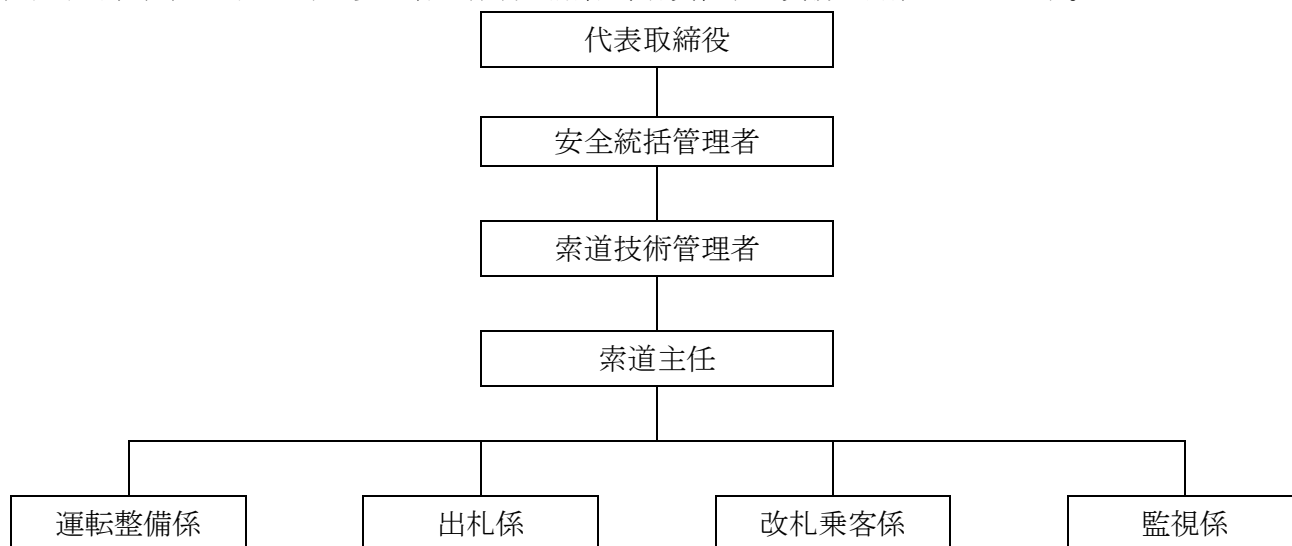 代表取締役
安全統括管理者
索道技術管理者
索道主任
運転整備係 出札係 改札乗客係 監視係